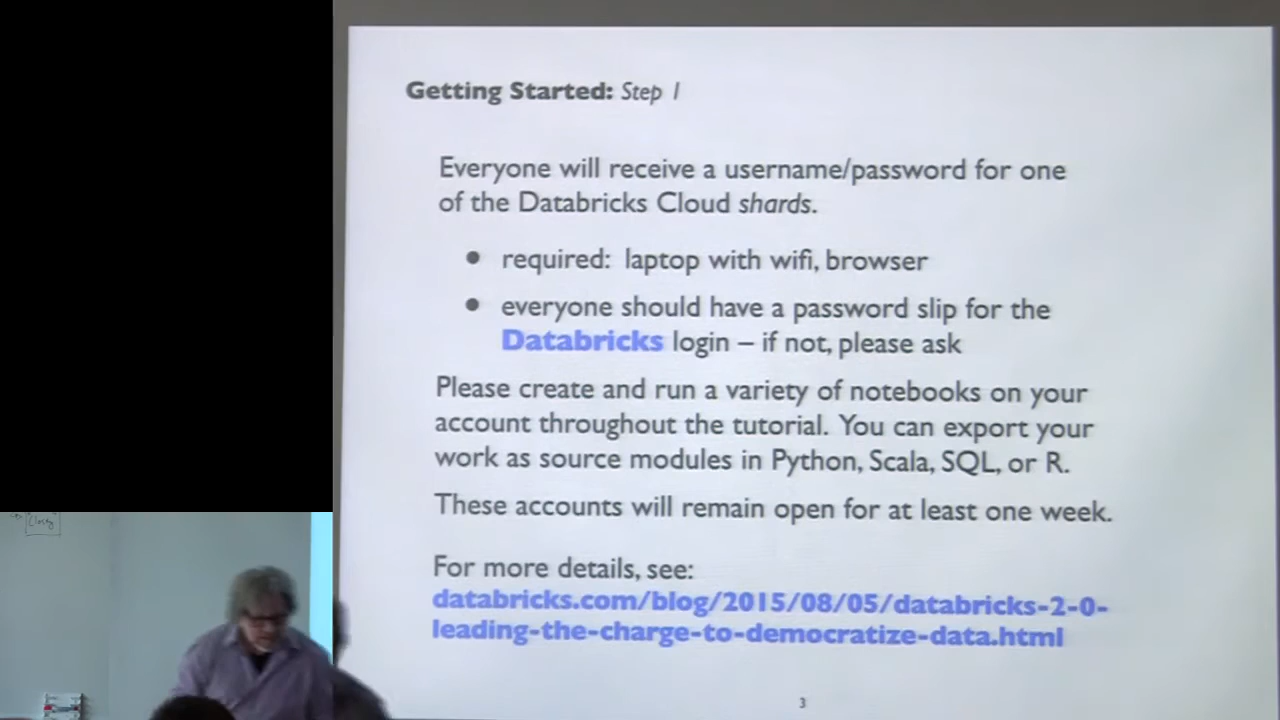 Getting Started: Step 1
Everyone will receive a username/password for one
of the Databricks Cloud shards.
• required: laptop with wifi, browser
• everyone should have a password slip for the
Databricks login – if not, please ask
Please create and run a variety of notebooks on your
account throughout the tutorial. You can export your
work as source modules in Python, Scala, SQL, or R.
These accounts will remain open for at least one week.
For more details, see:
databricks.com/blog/2015/08/05/databricks-2-0-
leading-the-charge-to-democratize-data.html
3